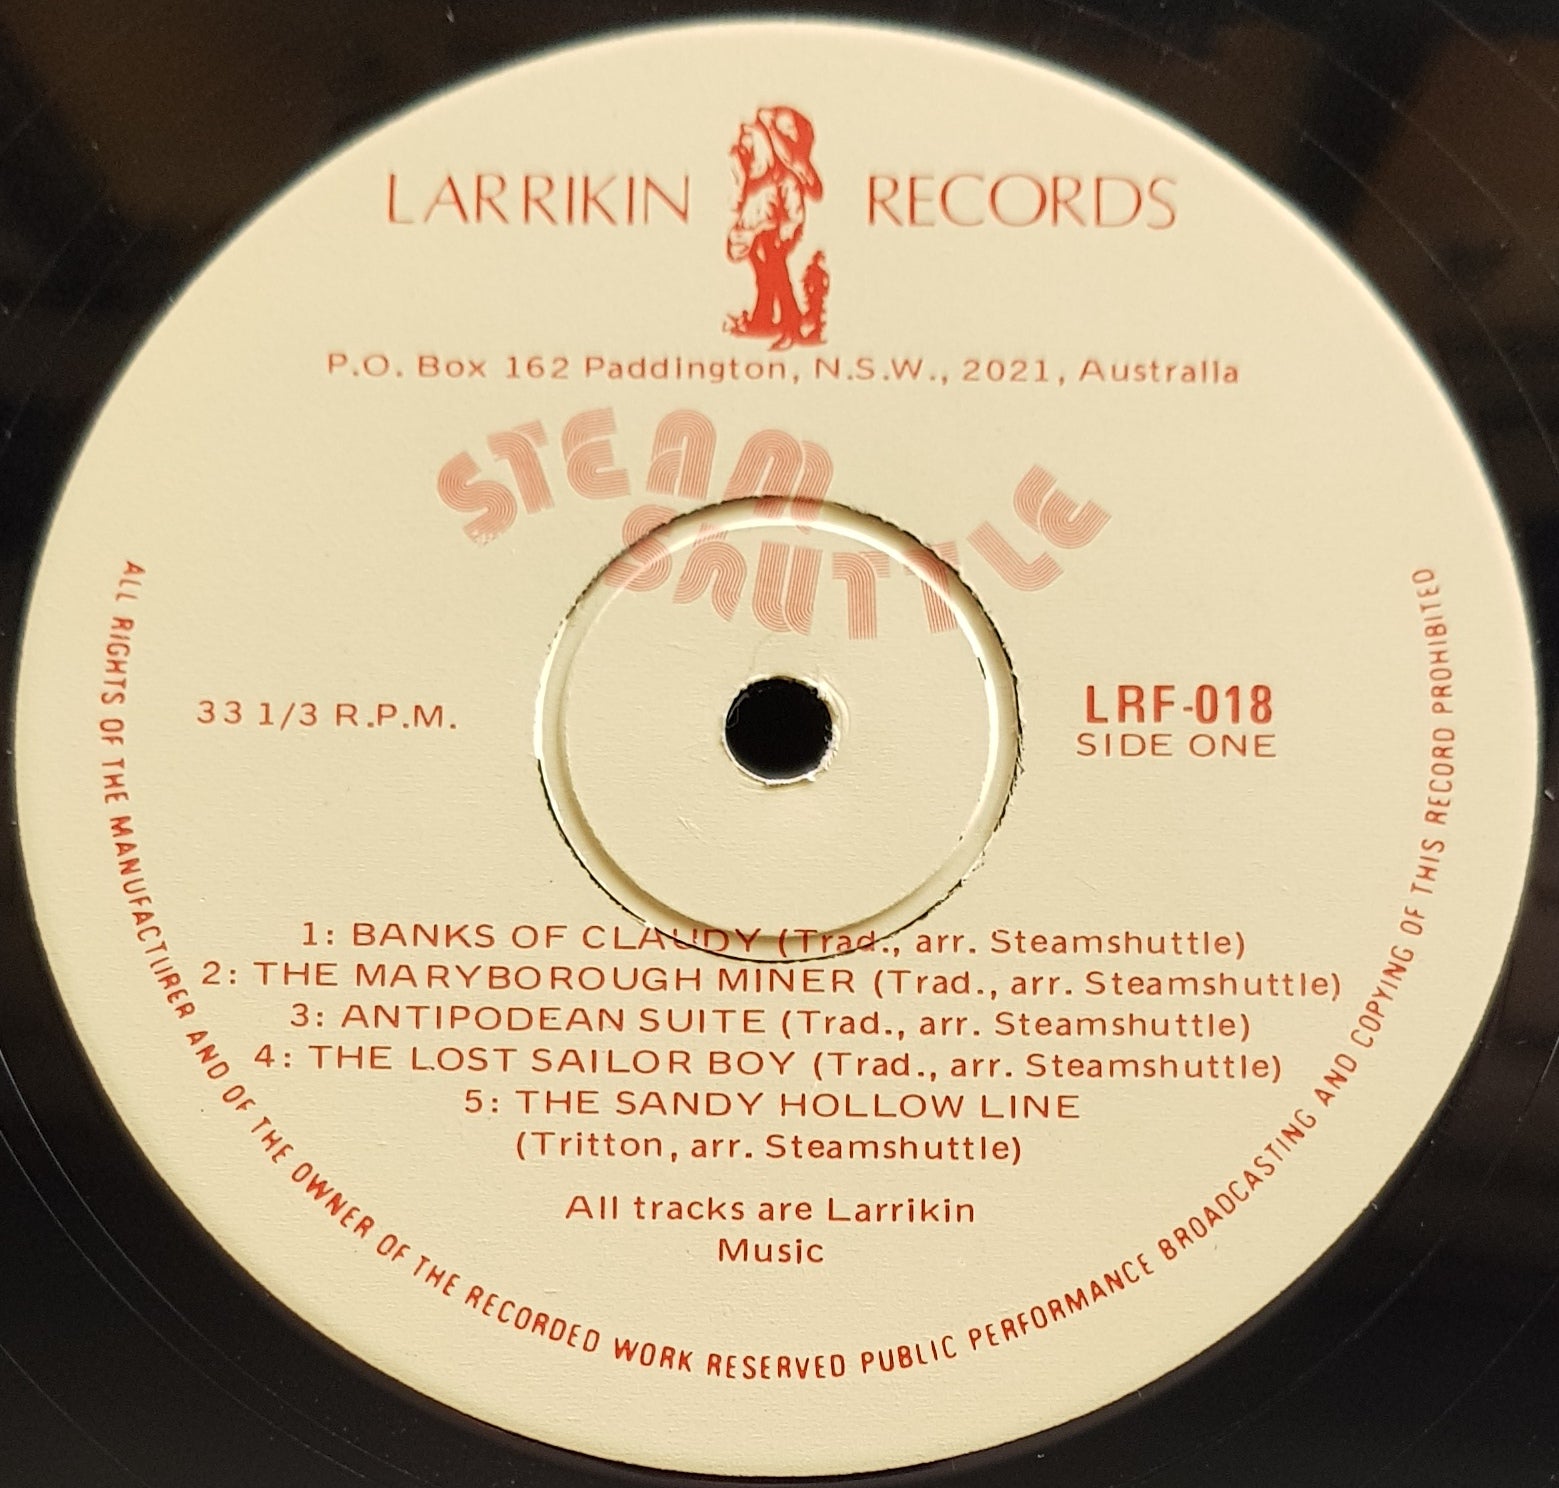 LARRIKIN RECORDS
P.O. Box 162 Paddington, N.S.W., 2021, Australia
STEAM
SHUTTLE
33 1/3 R.P.M.
LRF-018
SIDE ONE
1: BANKS OF CLAUDY (Trad., arr. Steamshuttle)
2: THE MARYBOROUGH MINER (Trad., arr. Steamshuttle)
3: ANTIPODEAN SUITE (Trad., arr. Steamshuttle)
4: THE LOST SAILOR BOY (Trad., arr. Steamshuttle)
5: THE SANDY HOLLOW LINE
(Tritton, arr. Steamshuttle)
All tracks are Larrikin
Music
ALL RIGHTS OF THE MANUFACTURER AND OF THE OWNER OF THE RECORDED WORK RESERVED PUBLIC PERFORMANCE BROADCASTING AND COPYING OF THIS RECORD PROHIBITED